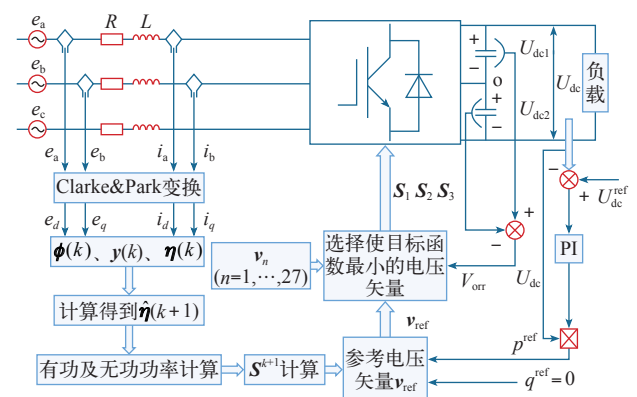 e_a R L
e_b
e_c
e_a e_b i_a i_b
Clarke&Park变换
e_d e_q i_d i_q
ϕ(k)、y(k)、η(k)
计算得到η̂(k+1)
有功及无功功率计算
S^{k+1}计算
参考电压
矢量v_ref
v_n
(n=1,⋯,27)
选择使目标函
数最小的电压
矢量
v_ref
S_1 S_2 S_3
+
−
o
+
−
U_dc1
U_dc2
U_dc
负载
+
−
V_orr
U_dc
−
+
U_dc^ref
PI
p^ref
q^ref=0